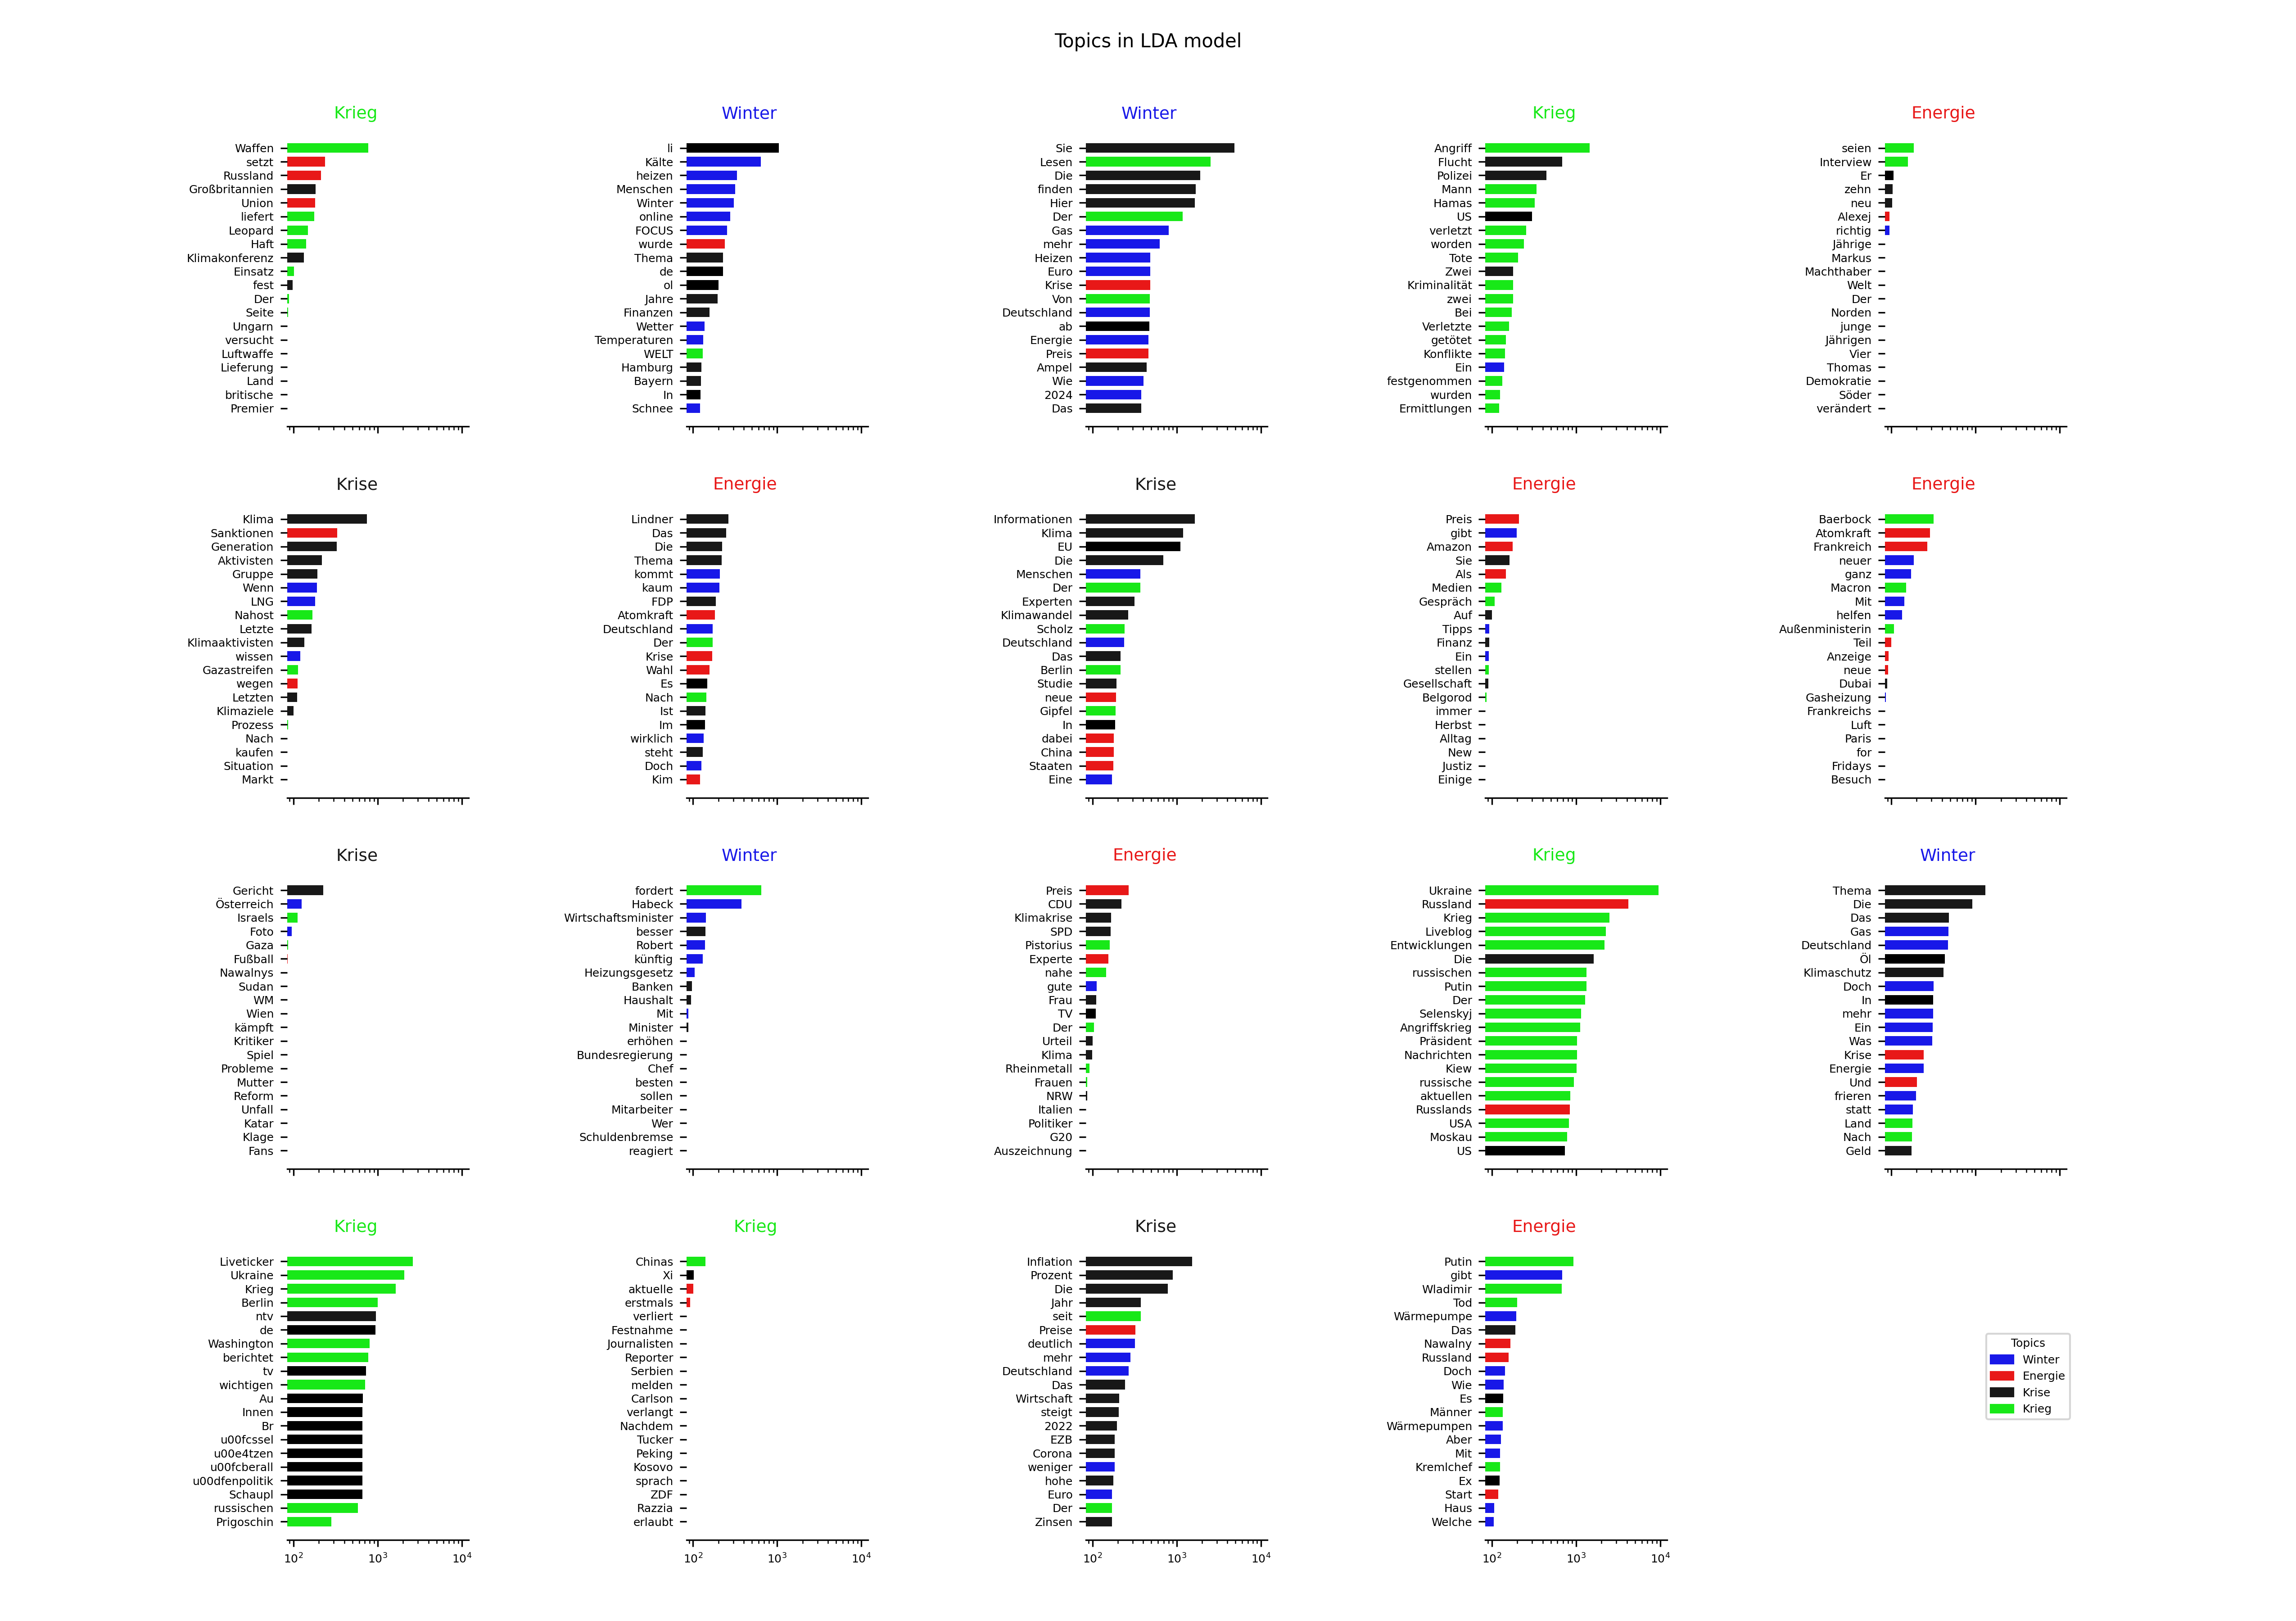 Topics in LDA model
Krieg
Waffen
setzt
Russland
Großbritannien
Union
liefert
Leopard
Haft
Klimakonferenz
Einsatz
fest
Der
Seite
Ungarn
versucht
Luftwaffe
Lieferung
Land
britische
Premier
Winter
li
Kälte
heizen
Menschen
Winter
online
FOCUS
wurde
Thema
de
ol
Jahre
Finanzen
Wetter
Temperaturen
WELT
Hamburg
Bayern
In
Schnee
Winter
Sie
Lesen
Die
finden
Hier
Der
Gas
mehr
Heizen
Euro
Krise
Von
Deutschland
ab
Energie
Preis
Ampel
Wie
2024
Das
Krieg
Angriff
Flucht
Polizei
Mann
Hamas
US
verletzt
worden
Tote
Zwei
Kriminalität
zwei
Bei
Verletzte
getötet
Konflikte
Ein
festgenommen
wurden
Ermittlungen
Energie
seien
Interview
Er
zehn
neu
Alexej
richtig
Jährige
Markus
Machthaber
Welt
Der
Norden
junge
Jährigen
Vier
Thomas
Demokratie
Söder
verändert
Krise
Klima
Sanktionen
Generation
Aktivisten
Gruppe
Wenn
LNG
Nahost
Letzte
Klimaaktivisten
wissen
Gazastreifen
wegen
Letzten
Klimaziele
Prozess
Nach
kaufen
Situation
Markt
Energie
Lindner
Das
Die
Thema
kommt
kaum
FDP
Atomkraft
Deutschland
Der
Krise
Wahl
Es
Nach
Ist
Im
wirklich
steht
Doch
Kim
Krise
Informationen
Klima
EU
Die
Menschen
Der
Experten
Klimawandel
Scholz
Deutschland
Das
Berlin
Studie
neue
Gipfel
In
dabei
China
Staaten
Eine
Energie
Preis
gibt
Amazon
Sie
Als
Medien
Gespräch
Auf
Tipps
Finanz
Ein
stellen
Gesellschaft
Belgorod
immer
Herbst
Alltag
New
Justiz
Einige
Energie
Baerbock
Atomkraft
Frankreich
neuer
ganz
Macron
Mit
helfen
Außenministerin
Teil
Anzeige
neue
Dubai
Gasheizung
Frankreichs
Luft
Paris
for
Fridays
Besuch
Krise
Gericht
Österreich
Israels
Foto
Gaza
Fußball
Nawalnys
Sudan
WM
Wien
kämpft
Kritiker
Spiel
Probleme
Mutter
Reform
Unfall
Katar
Klage
Fans
Winter
fordert
Habeck
Wirtschaftsminister
besser
Robert
künftig
Heizungsgesetz
Banken
Haushalt
Mit
Minister
erhöhen
Bundesregierung
Chef
besten
sollen
Mitarbeiter
Wer
Schuldenbremse
reagiert
Energie
Preis
CDU
Klimakrise
SPD
Pistorius
Experte
nahe
gute
Frau
TV
Der
Urteil
Klima
Rheinmetall
Frauen
NRW
Italien
Politiker
G20
Auszeichnung
Krieg
Ukraine
Russland
Krieg
Liveblog
Entwicklungen
Die
russischen
Putin
Der
Selenskyj
Angriffskrieg
Präsident
Nachrichten
Kiew
russische
aktuellen
Russlands
USA
Moskau
US
Winter
Thema
Die
Das
Gas
Deutschland
Öl
Klimaschutz
Doch
In
mehr
Ein
Was
Krise
Energie
Und
frieren
statt
Land
Nach
Geld
Krieg
Liveticker
Ukraine
Krieg
Berlin
ntv
de
Washington
berichtet
tv
wichtigen
Au
Innen
Br
u00fcssel
u00e4tzen
u00fcberall
u00dfenpolitik
Schaupl
russischen
Prigoschin
10²
10³
10⁴
Krieg
Chinas
Xi
aktuelle
erstmals
verliert
Festnahme
Journalisten
Reporter
Serbien
melden
Carlson
verlangt
Nachdem
Tucker
Peking
Kosovo
sprach
ZDF
Razzia
erlaubt
10²
10³
10⁴
Krise
Inflation
Prozent
Die
Jahr
seit
Preise
deutlich
mehr
Deutschland
Das
Wirtschaft
steigt
2022
EZB
Corona
weniger
hohe
Euro
Der
Zinsen
10²
10³
10⁴
Energie
Putin
gibt
Wladimir
Tod
Wärmepumpe
Das
Nawalny
Russland
Doch
Wie
Es
Männer
Wärmepumpen
Aber
Mit
Kremlchef
Ex
Start
Haus
Welche
10²
10³
10⁴
Topics
Winter
Energie
Krise
Krieg